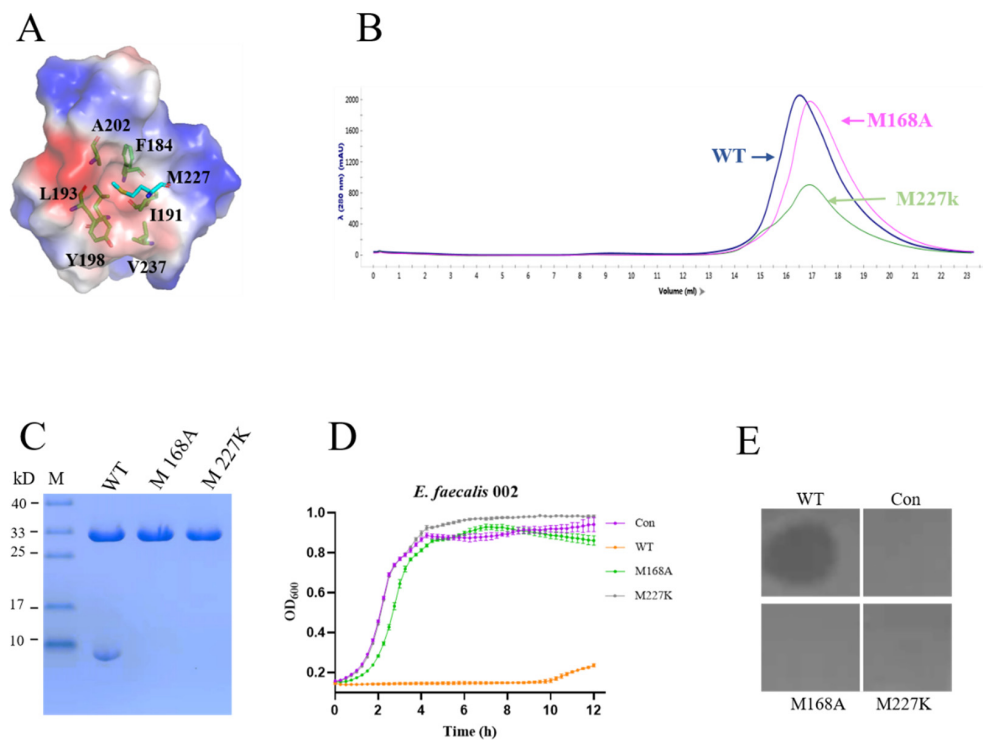 A
A202
F184
M227
L193
I191
Y198
V237
B
λ (280 nm) (mAU)
2000
1600
1200
800
400
0
WT
M168A
M227k
0 1 2 3 4 5 6 7 8 9 10 11 12 13 14 15 16 17 18 19 20 21 22 23
Volume (ml)
C
kD M WT M 168A M 227K
40
33
25
17
10
D
E. faecalis 002
OD600
1.0
0.8
0.6
0.4
0.2
0 2 4 6 8 10 12
Time (h)
Con
WT
M168A
M227K
E
WT Con
M168A M227K